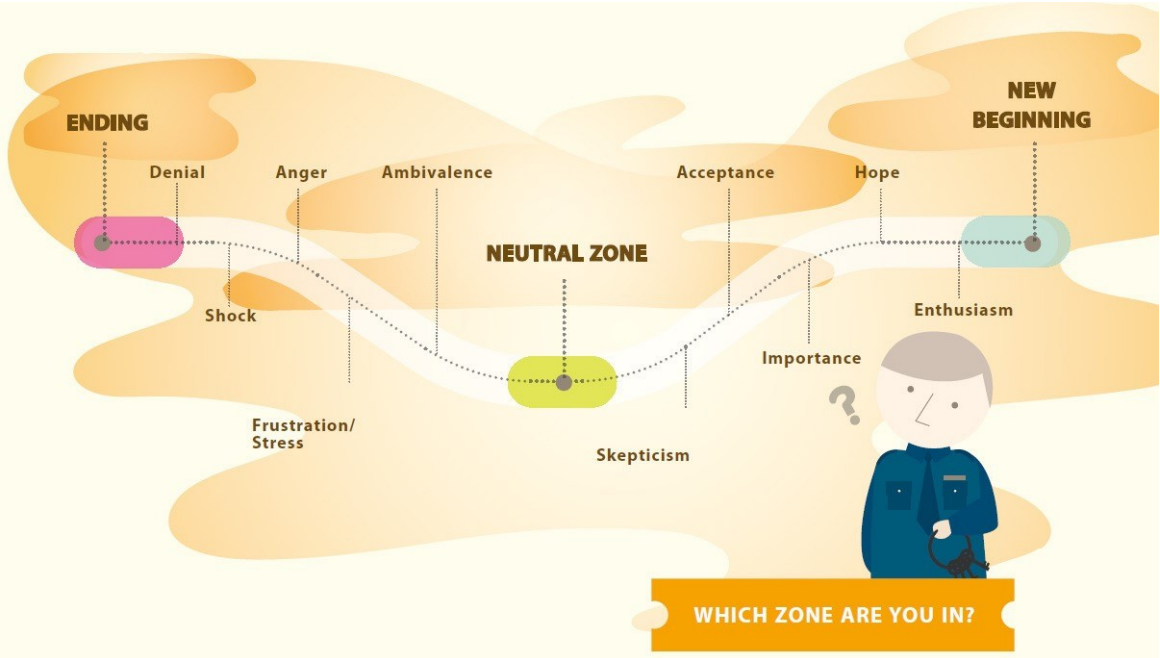 ENDING
NEW
BEGINNING
Denial
Anger
Ambivalence
Acceptance
Hope
NEUTRAL ZONE
Shock
Enthusiasm
Importance
Frustration/
Stress
Skepticism
?
WHICH ZONE ARE YOU IN?